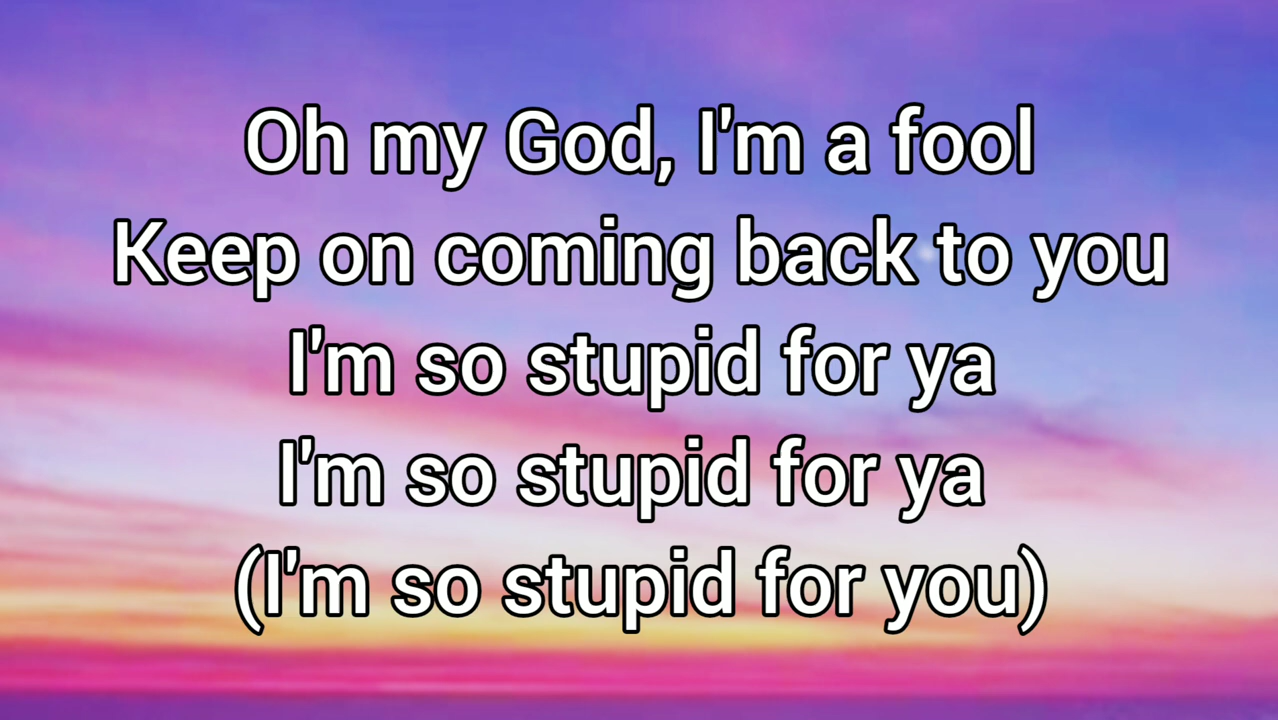 Oh my God, I'm a fool
Keep on coming back to you
I'm so stupid for ya
I'm so stupid for ya
(I'm so stupid for you)